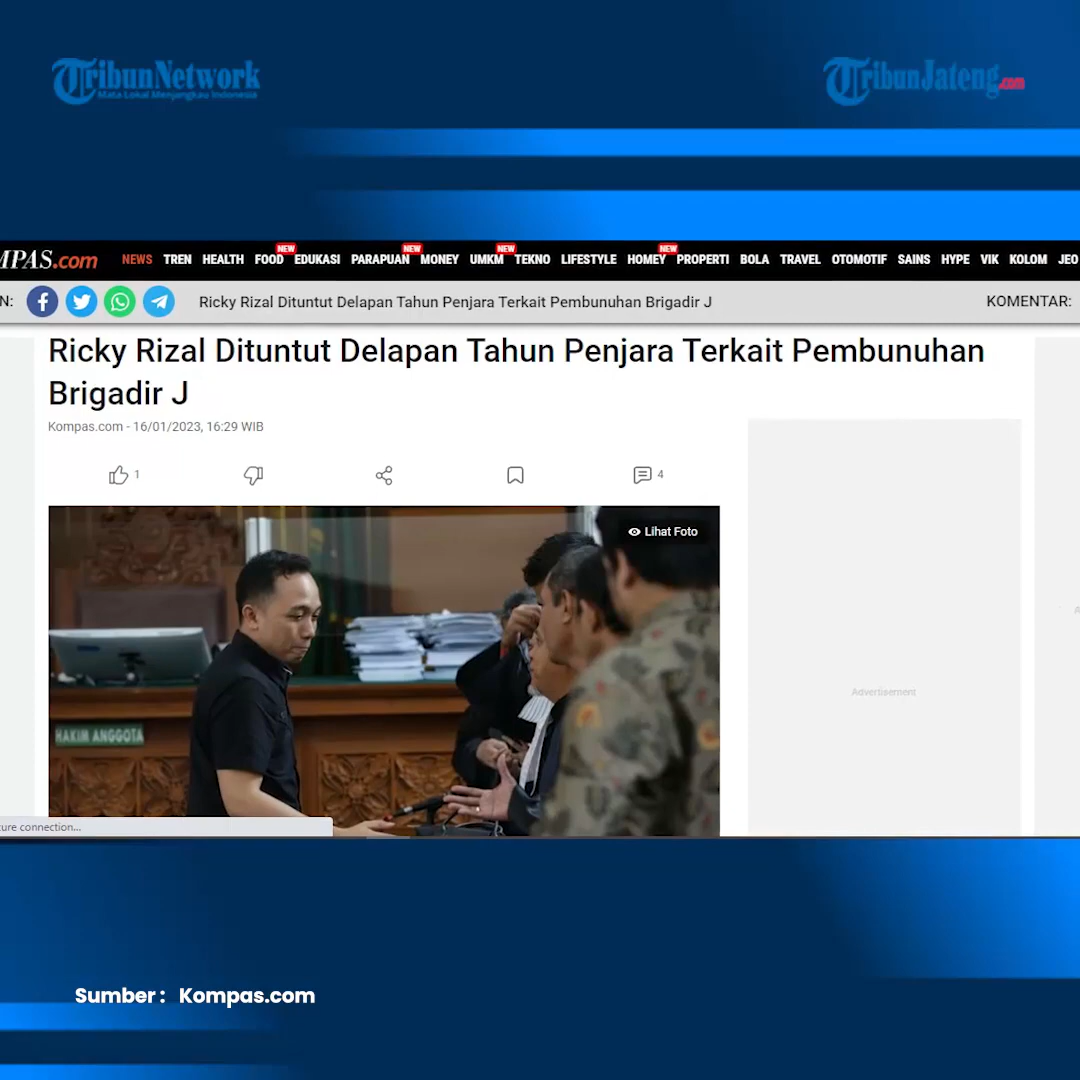 TribunNetwork
Mata Lokal Menjangkau Indonesia
TribunJateng.com
MPAS.com NEWS TREN HEALTH FOOD NEW EDUKASI PARAPUAN NEW MONEY UMKM NEW TEKNO LIFESTYLE HOMEY NEW PROPERTI BOLA TRAVEL OTOMOTIF SAINS HYPE VIK KOLOM JEO
N: Ricky Rizal Dituntut Delapan Tahun Penjara Terkait Pembunuhan Brigadir J KOMENTAR:
Ricky Rizal Dituntut Delapan Tahun Penjara Terkait Pembunuhan
Brigadir J
Kompas.com - 16/01/2023, 16:29 WIB
1
4
Lihat Foto
HAKIM ANGGOTA
Advertisement
ure connection...
Sumber : Kompas.com